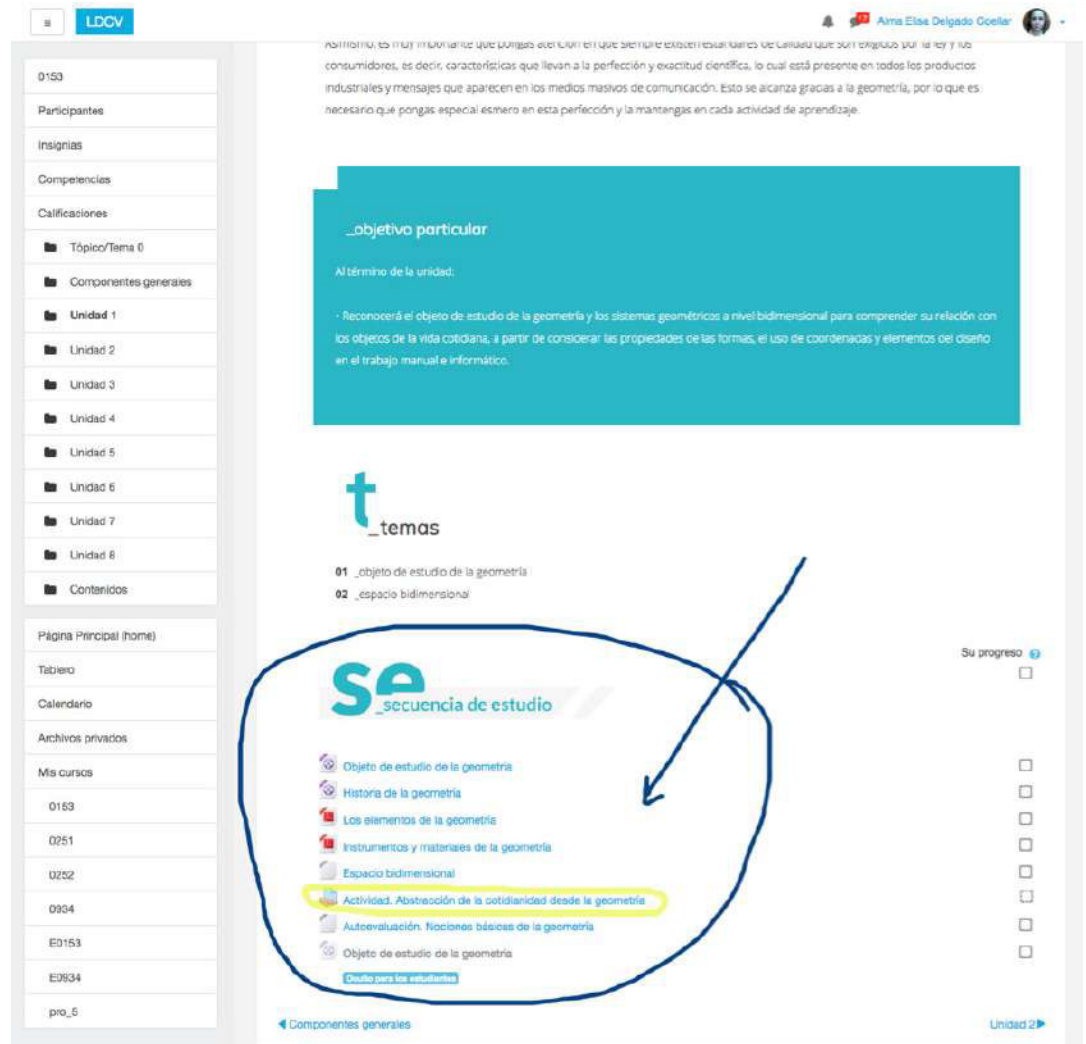 LDCV
Alma Elisa Delgado Coellar
Asimismo, es muy importante que pongas atención en que siempre existen estándares de calidad que son exigidos por la ley y los
consumidores, es decir, características que llevan a la perfección y exactitud científica, lo cual está presente en todos los productos
industriales y mensajes que aparecen en los medios masivos de comunicación. Esto se alcanza gracias a la geometría, por lo que es
necesario que pongas especial esmero en esta perfección y la mantengas en cada actividad de aprendizaje.
0153
Participantes
Insignias
Competencias
Calificaciones
Tópico/Tema 0
Componentes generales
Unidad 1
Unidad 2
Unidad 3
Unidad 4
Unidad 5
Unidad 6
Unidad 7
Unidad 8
Contenidos
Página Principal (home)
Tablero
Calendario
Archivos privados
Mis cursos
0153
0251
0252
0934
E0153
E0934
pro_5
_objetivo particular
Al término de la unidad:
· Reconocerá el objeto de estudio de la geometría y los sistemas geométricos a nivel bidimensional para comprender su relación con
los objetos de la vida cotidiana, a partir de considerar las propiedades de las formas, el uso de coordenadas y elementos del diseño
en el trabajo manual e informático.
t
_temas
01 _objeto de estudio de la geometría
02 _espacio bidimensional
Su progreso
se
_secuencia de estudio
Objeto de estudio de la geometría
Historia de la geometría
Los elementos de la geometría
Instrumentos y materiales de la geometría
Espacio bidimensional
Actividad. Abstracción de la cotidianidad desde la geometría
Autoevaluación. Nociones básicas de la geometría
Objeto de estudio de la geometría
Oculto para los estudiantes
◀ Componentes generales
Unidad 2 ▶